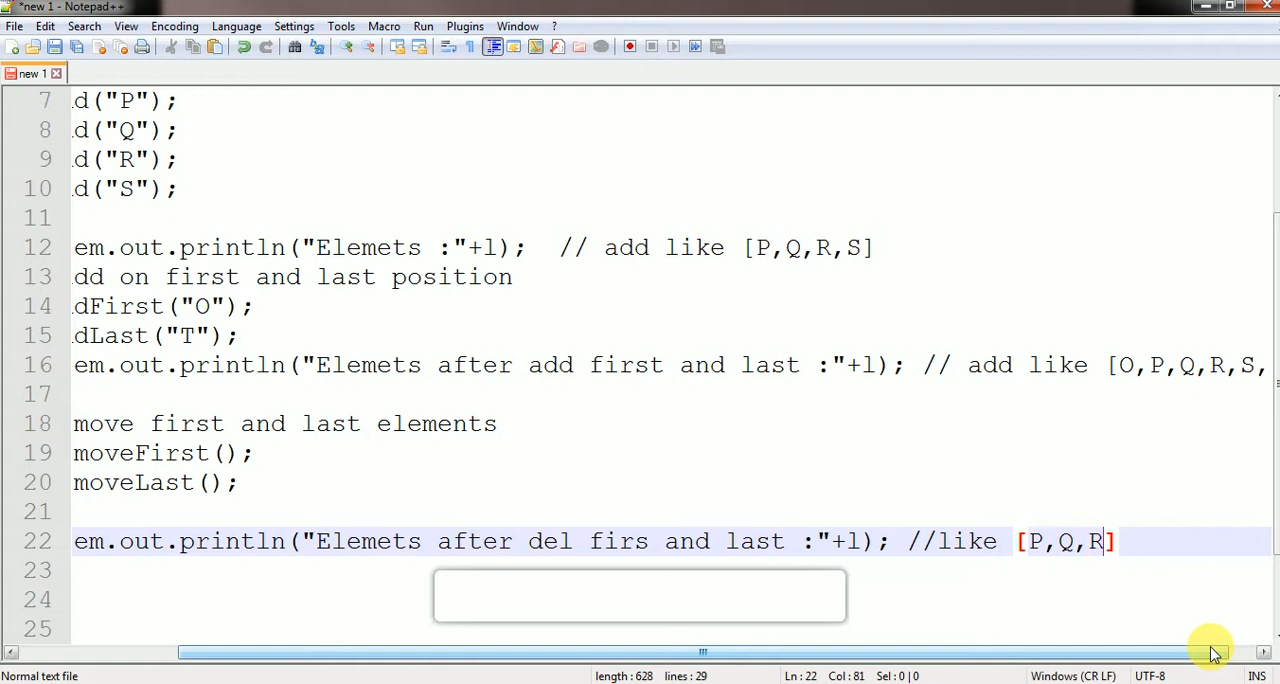 *new 1 - Notepad++
File Edit Search View Encoding Language Settings Tools Macro Run Plugins Window ?
new 1
7 d("P");
8 d("Q");
9 d("R");
10 d("S");
11
12 em.out.println("Elemets :"+l);  // add like [P,Q,R,S]
13 dd on first and last position
14 dFirst("O");
15 dLast("T");
16 em.out.println("Elemets after add first and last :"+l); // add like [O,P,Q,R,S,
17
18 move first and last elements
19 moveFirst();
20 moveLast();
21
22 em.out.println("Elemets after del firs and last :"+l); //like [P,Q,R]
23
24
25
Normal text file length : 628 lines : 29 Ln : 22 Col : 81 Sel : 0 | 0 Windows (CR LF) UTF-8 INS